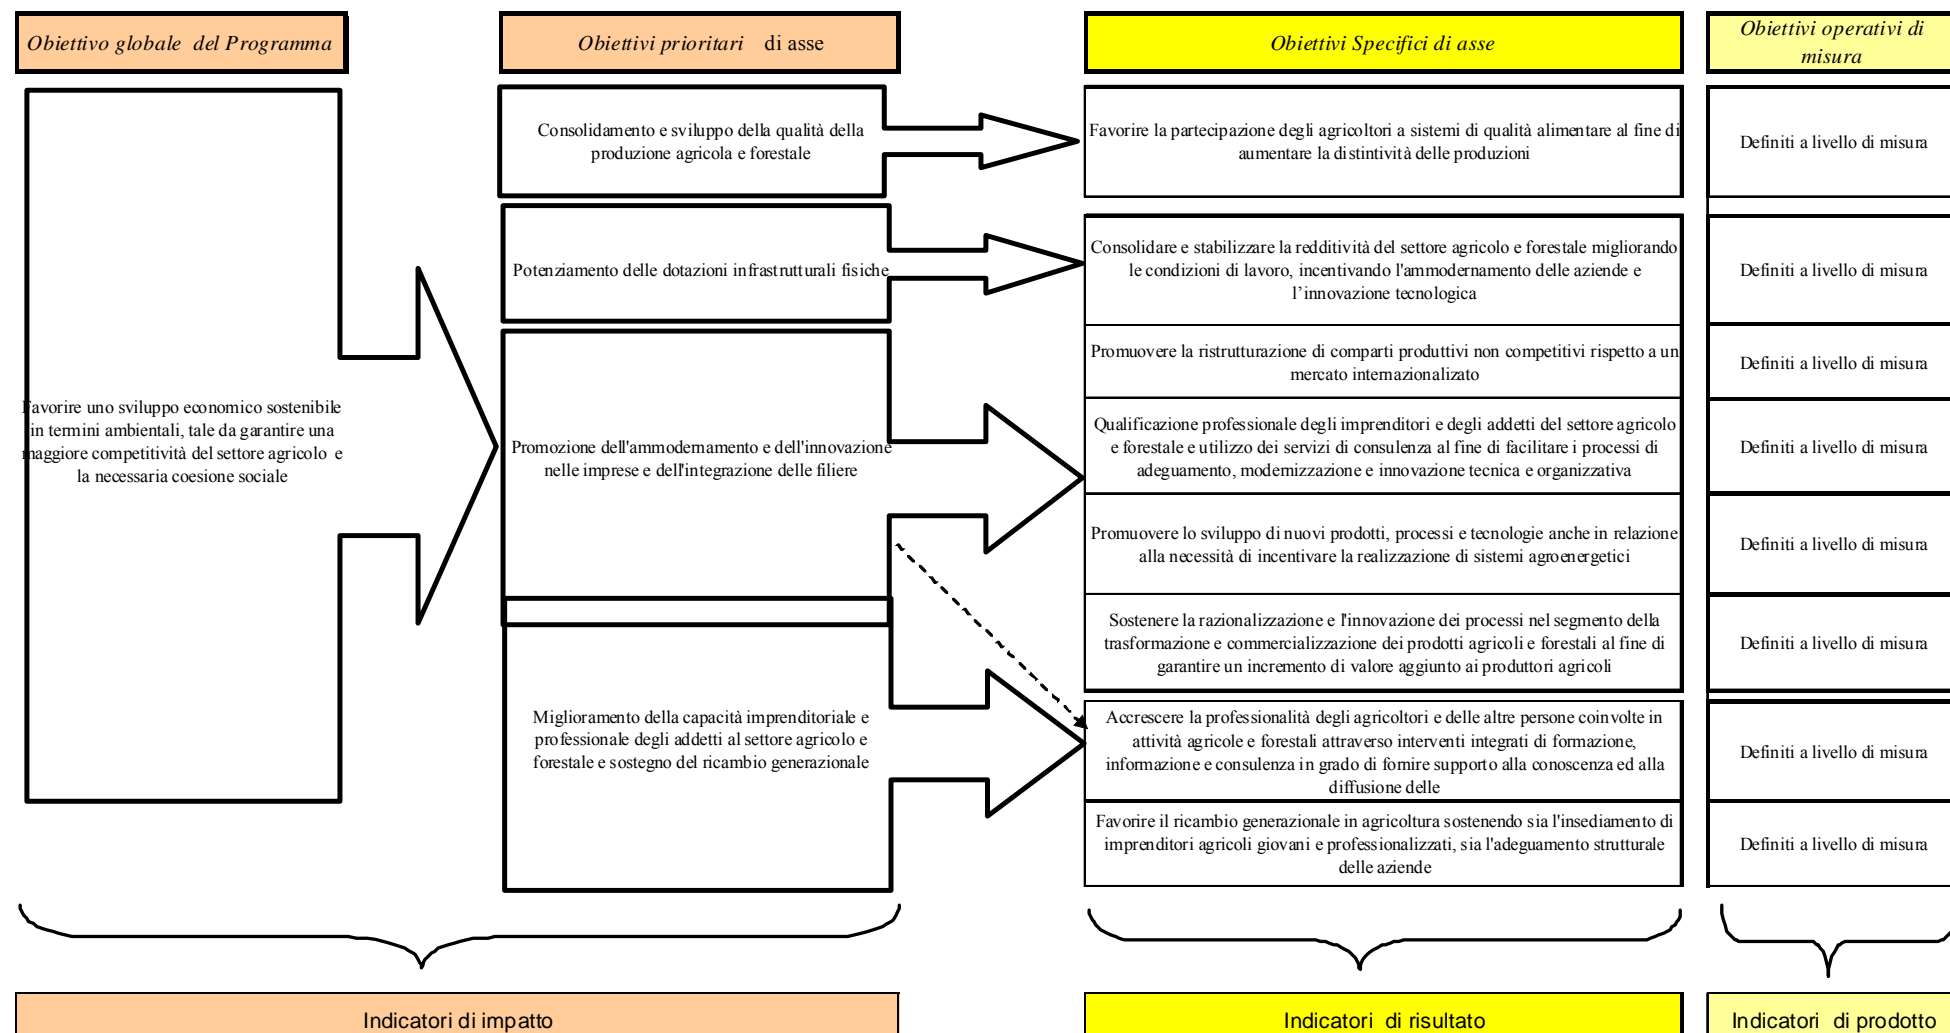 Obiettivo globale del Programma
Obiettivi prioritari di asse
Obiettivi Specifici di asse
Obiettivi operativi di
misura
Favorire uno sviluppo economico sostenibile
in termini ambientali, tale da garantire una
maggiore competitività del settore agricolo e
la necessaria coesione sociale
Consolidamento e sviluppo della qualità della
produzione agricola e forestale
Favorire la partecipazione degli agricoltori a sistemi di qualità alimentare al fine di
aumentare la distintività delle produzioni
Definiti a livello di misura
Potenziamento delle dotazioni infrastrutturali fisiche
Consolidare e stabilizzare la redditività del settore agricolo e forestale migliorando
le condizioni di lavoro, incentivando l'ammodernamento delle aziende e
l’innovazione tecnologica
Definiti a livello di misura
Promozione dell'ammodernamento e dell'innovazione
nelle imprese e dell'integrazione delle filiere
Promuovere la ristrutturazione di comparti produttivi non competitivi rispetto a un
mercato internazionalizato
Definiti a livello di misura
Qualificazione professionale degli imprenditori e degli addetti del settore agricolo
e forestale e utilizzo dei servizi di consulenza al fine di facilitare i processi di
adeguamento, modernizzazione e innovazione tecnica e organizzativa
Definiti a livello di misura
Promuovere lo sviluppo di nuovi prodotti, processi e tecnologie anche in relazione
alla necessità di incentivare la realizzazione di sistemi agroenergetici
Definiti a livello di misura
Sostenere la razionalizzazione e l'innovazione dei processi nel segmento della
trasformazione e commercializzazione dei prodotti agricoli e forestali al fine di
garantire un incremento di valore aggiunto ai produttori agricoli
Definiti a livello di misura
Miglioramento della capacità imprenditoriale e
professionale degli addetti al settore agricolo e
forestale e sostegno del ricambio generazionale
Accrescere la professionalità degli agricoltori e delle altre persone coinvolte in
attività agricole e forestali attraverso interventi integrati di formazione,
informazione e consulenza in grado di fornire supporto alla conoscenza ed alla
diffusione delle
Definiti a livello di misura
Favorire il ricambio generazionale in agricoltura sostenendo sia l'insediamento di
imprenditori agricoli giovani e professionalizzati, sia l'adeguamento strutturale
delle aziende
Definiti a livello di misura
Indicatori di impatto
Indicatori di risultato
Indicatori di prodotto